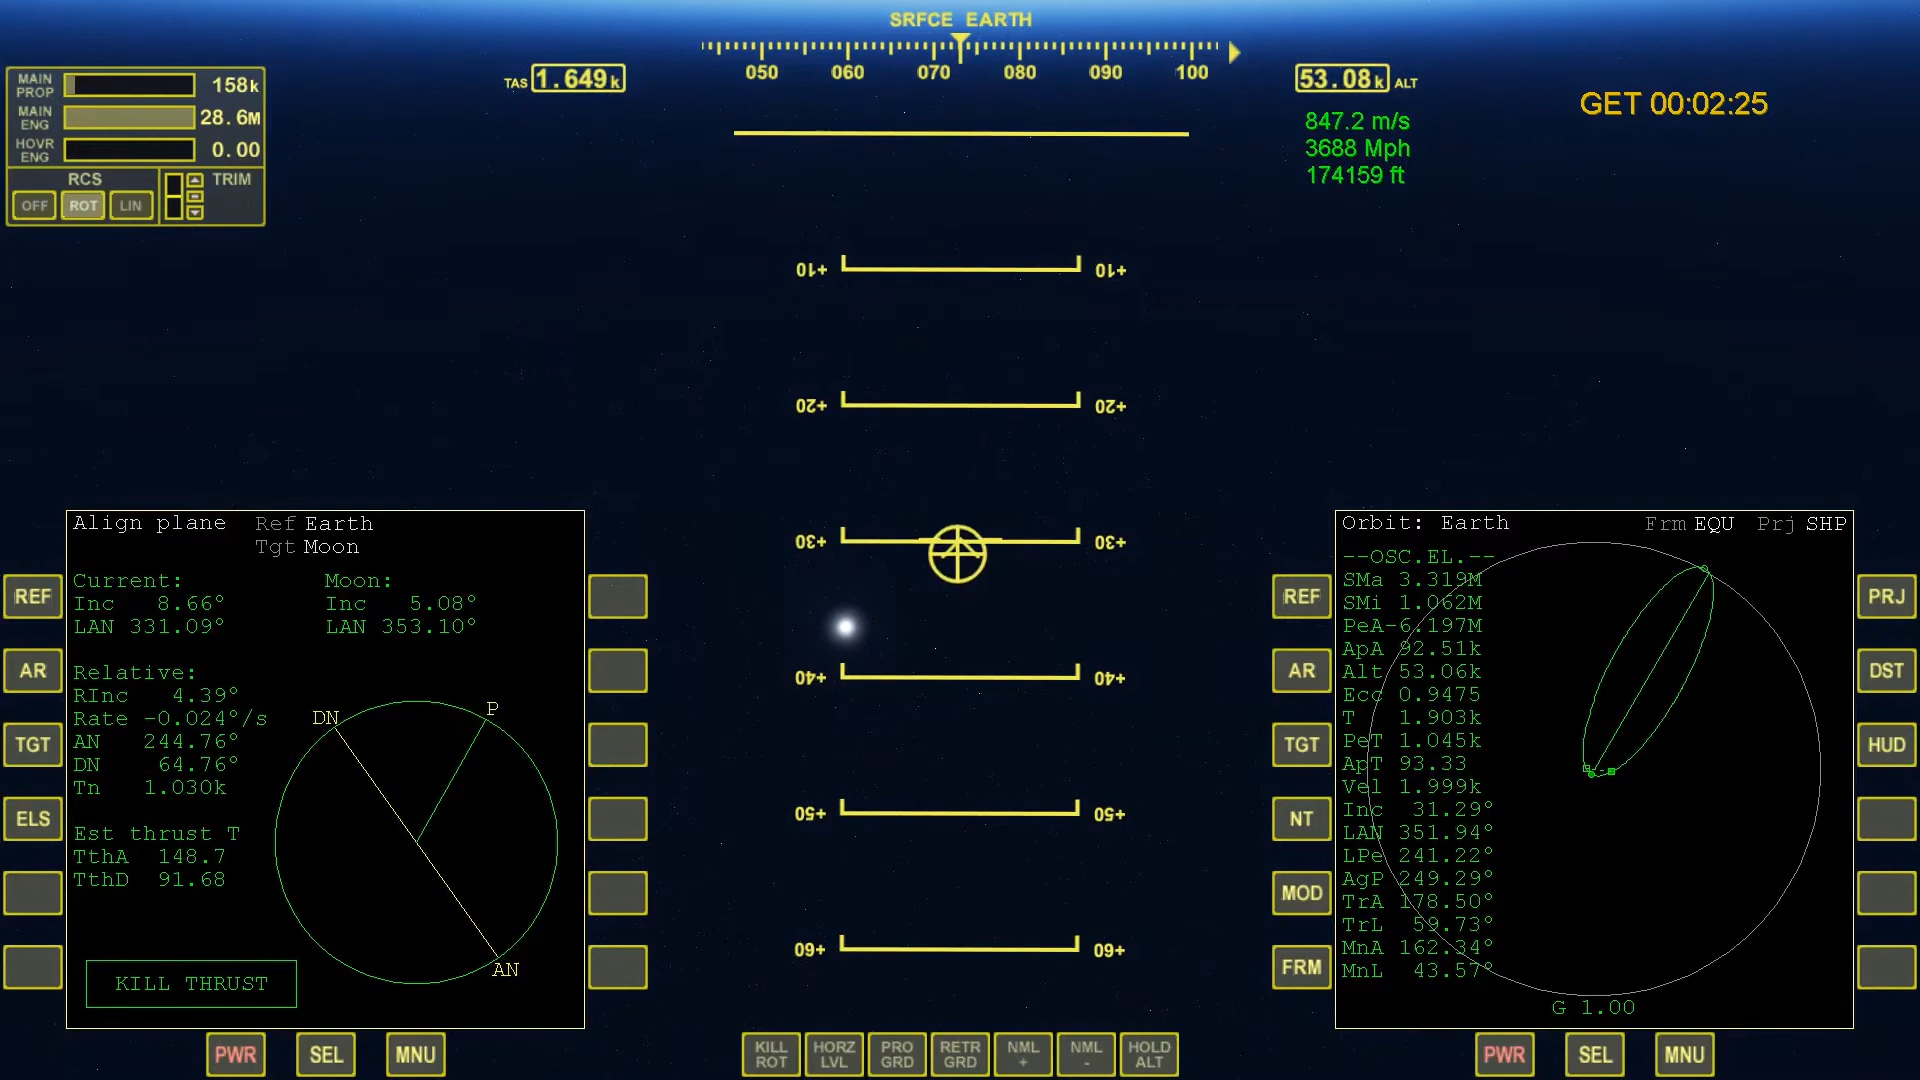 SRFCE EARTH
050 060 070 080 090 100
TAS 1.649k
53.08k ALT
847.2 m/s
3688 Mph
174159 ft
GET 00:02:25
MAIN PROP 158k
MAIN ENG 28.6M
HOVR ENG 0.00
RCS TRIM
OFF ROT LIN
+10 +10
+20 +20
+30 +30
+40 +40
+50 +50
+60 +60
Align plane Ref Earth
Tgt Moon
Current: Moon:
Inc 8.66° Inc 5.08°
LAN 331.09° LAN 353.10°
Relative:
RInc 4.39°
Rate -0.024°/s
AN 244.76°
DN 64.76°
Tn 1.030k
Est thrust T
TthA 148.7
TthD 91.68
DN P
AN
KILL THRUST
REF
AR
TGT
ELS
PWR SEL MNU
KILL ROT
HORZ LVL
PRO GRD
RETR GRD
NML +
NML -
HOLD ALT
Orbit: Earth Frm EQU Prj SHP
--OSC.EL.--
SMa 3.319M
SMi 1.062M
PeA-6.197M
ApA 92.51k
Alt 53.06k
Ecc 0.9475
T 1.903k
PeT 1.045k
ApT 93.33
Vel 1.999k
Inc 31.29°
LAN 351.94°
LPe 241.22°
AgP 249.29°
TrA 178.50°
TrL 59.73°
MnA 162.34°
MnL 43.57°
G 1.00
REF
AR
TGT
NT
MOD
FRM
PRJ
DST
HUD
PWR SEL MNU